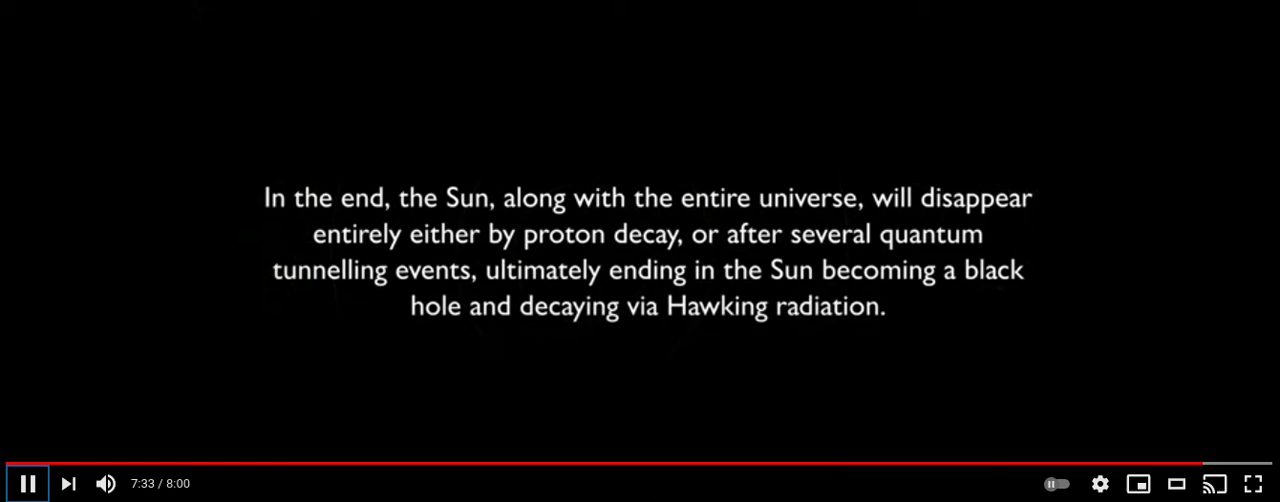 In the end, the Sun, along with the entire universe, will disappear
entirely either by proton decay, or after several quantum
tunnelling events, ultimately ending in the Sun becoming a black
hole and decaying via Hawking radiation.
7:33 / 8:00